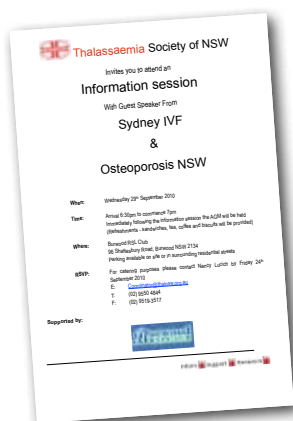 Thalassaemia Society of NSW
Invites you to attend an
Information session
With Guest Speaker From
Sydney IVF
&
Osteoporosis NSW
When: Wednesday 29th September 2010
Time: Arrival 6:30pm to commence 7pm
Immediately following the information session the AGM will be held
(Refreshments - sandwiches, tea, coffee and biscuits will be provided)
Where: Burwood RSL Club
96 Shaftesbury Road, Burwood NSW 2134
Parking available on site or in surrounding residential streets
RSVP: For catering purposes please contact Nancy Lucich by Friday 24th
September 2010
E:
T: (02) 9550 4844
F: (02) 9519 3517
Supported by:
Inform Support Research